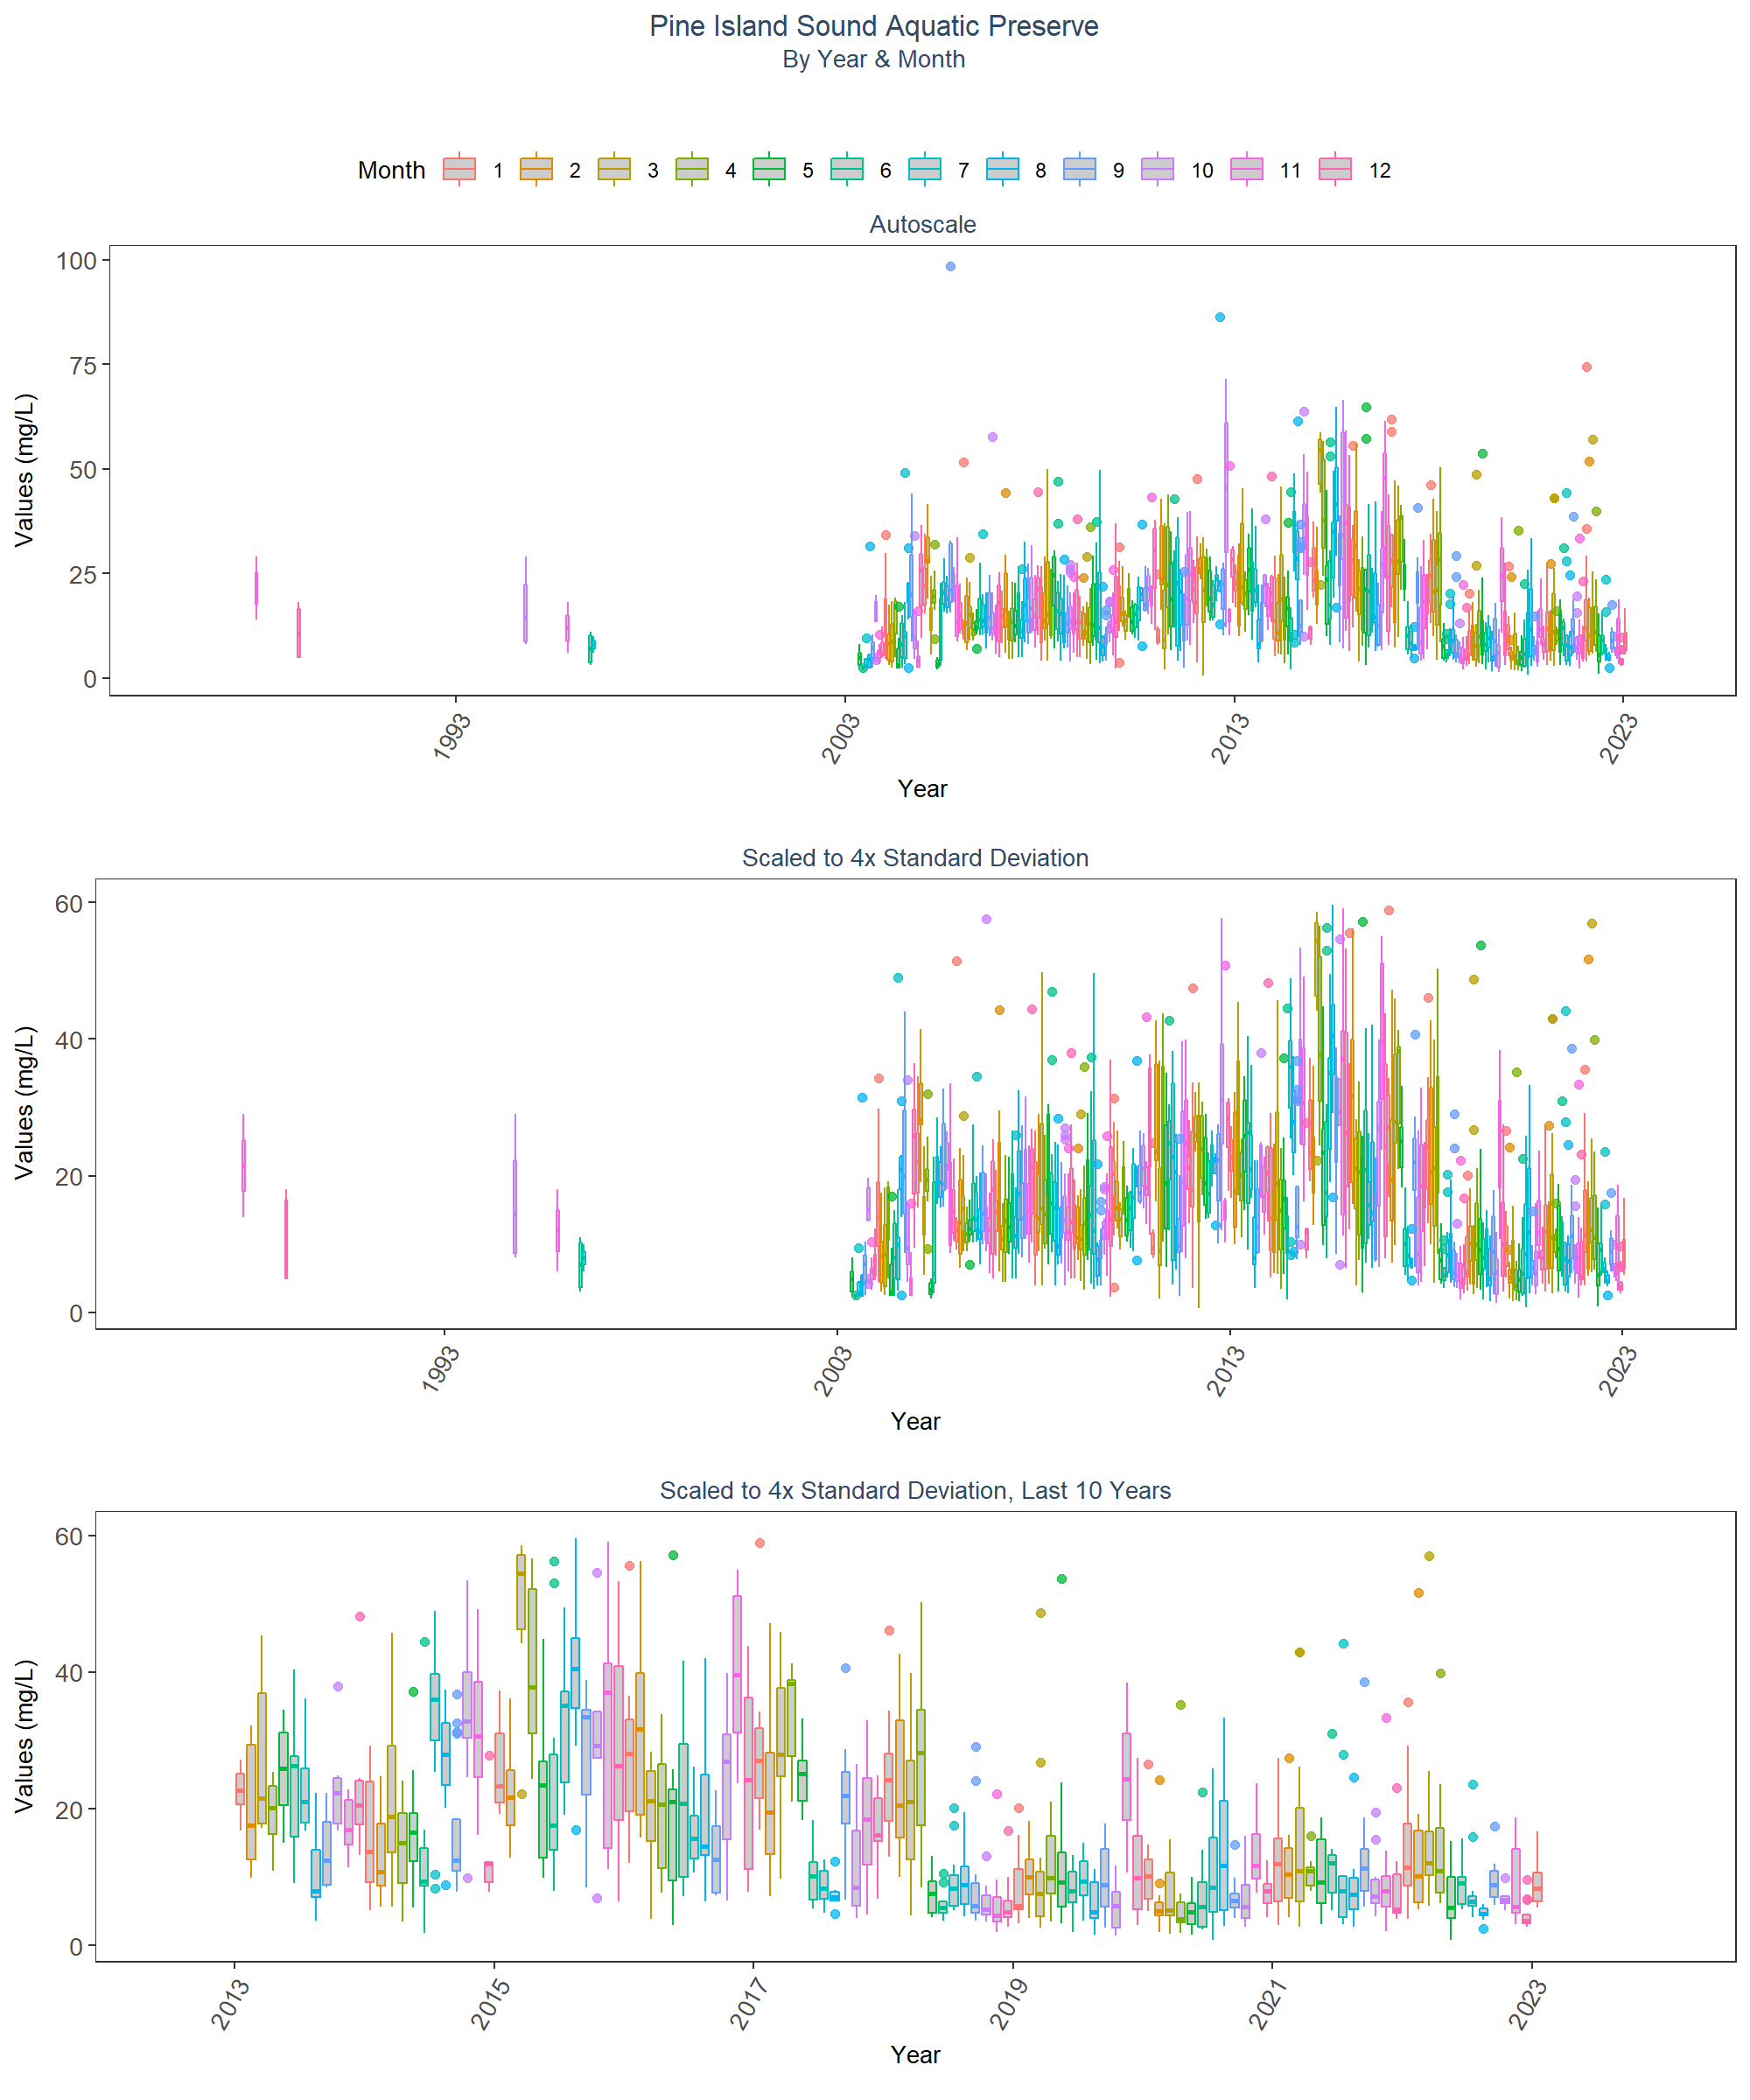 Pine Island Sound Aquatic Preserve
By Year & Month
Month 1 2 3 4 5 6 7 8 9 10 11 12
Autoscale
100
75
50
25
0
Values (mg/L)
1993 2003 2013 2023
Year
Scaled to 4x Standard Deviation
60
40
20
0
Values (mg/L)
1993 2003 2013 2023
Year
Scaled to 4x Standard Deviation, Last 10 Years
60
40
20
0
Values (mg/L)
2013 2015 2017 2019 2021 2023
Year